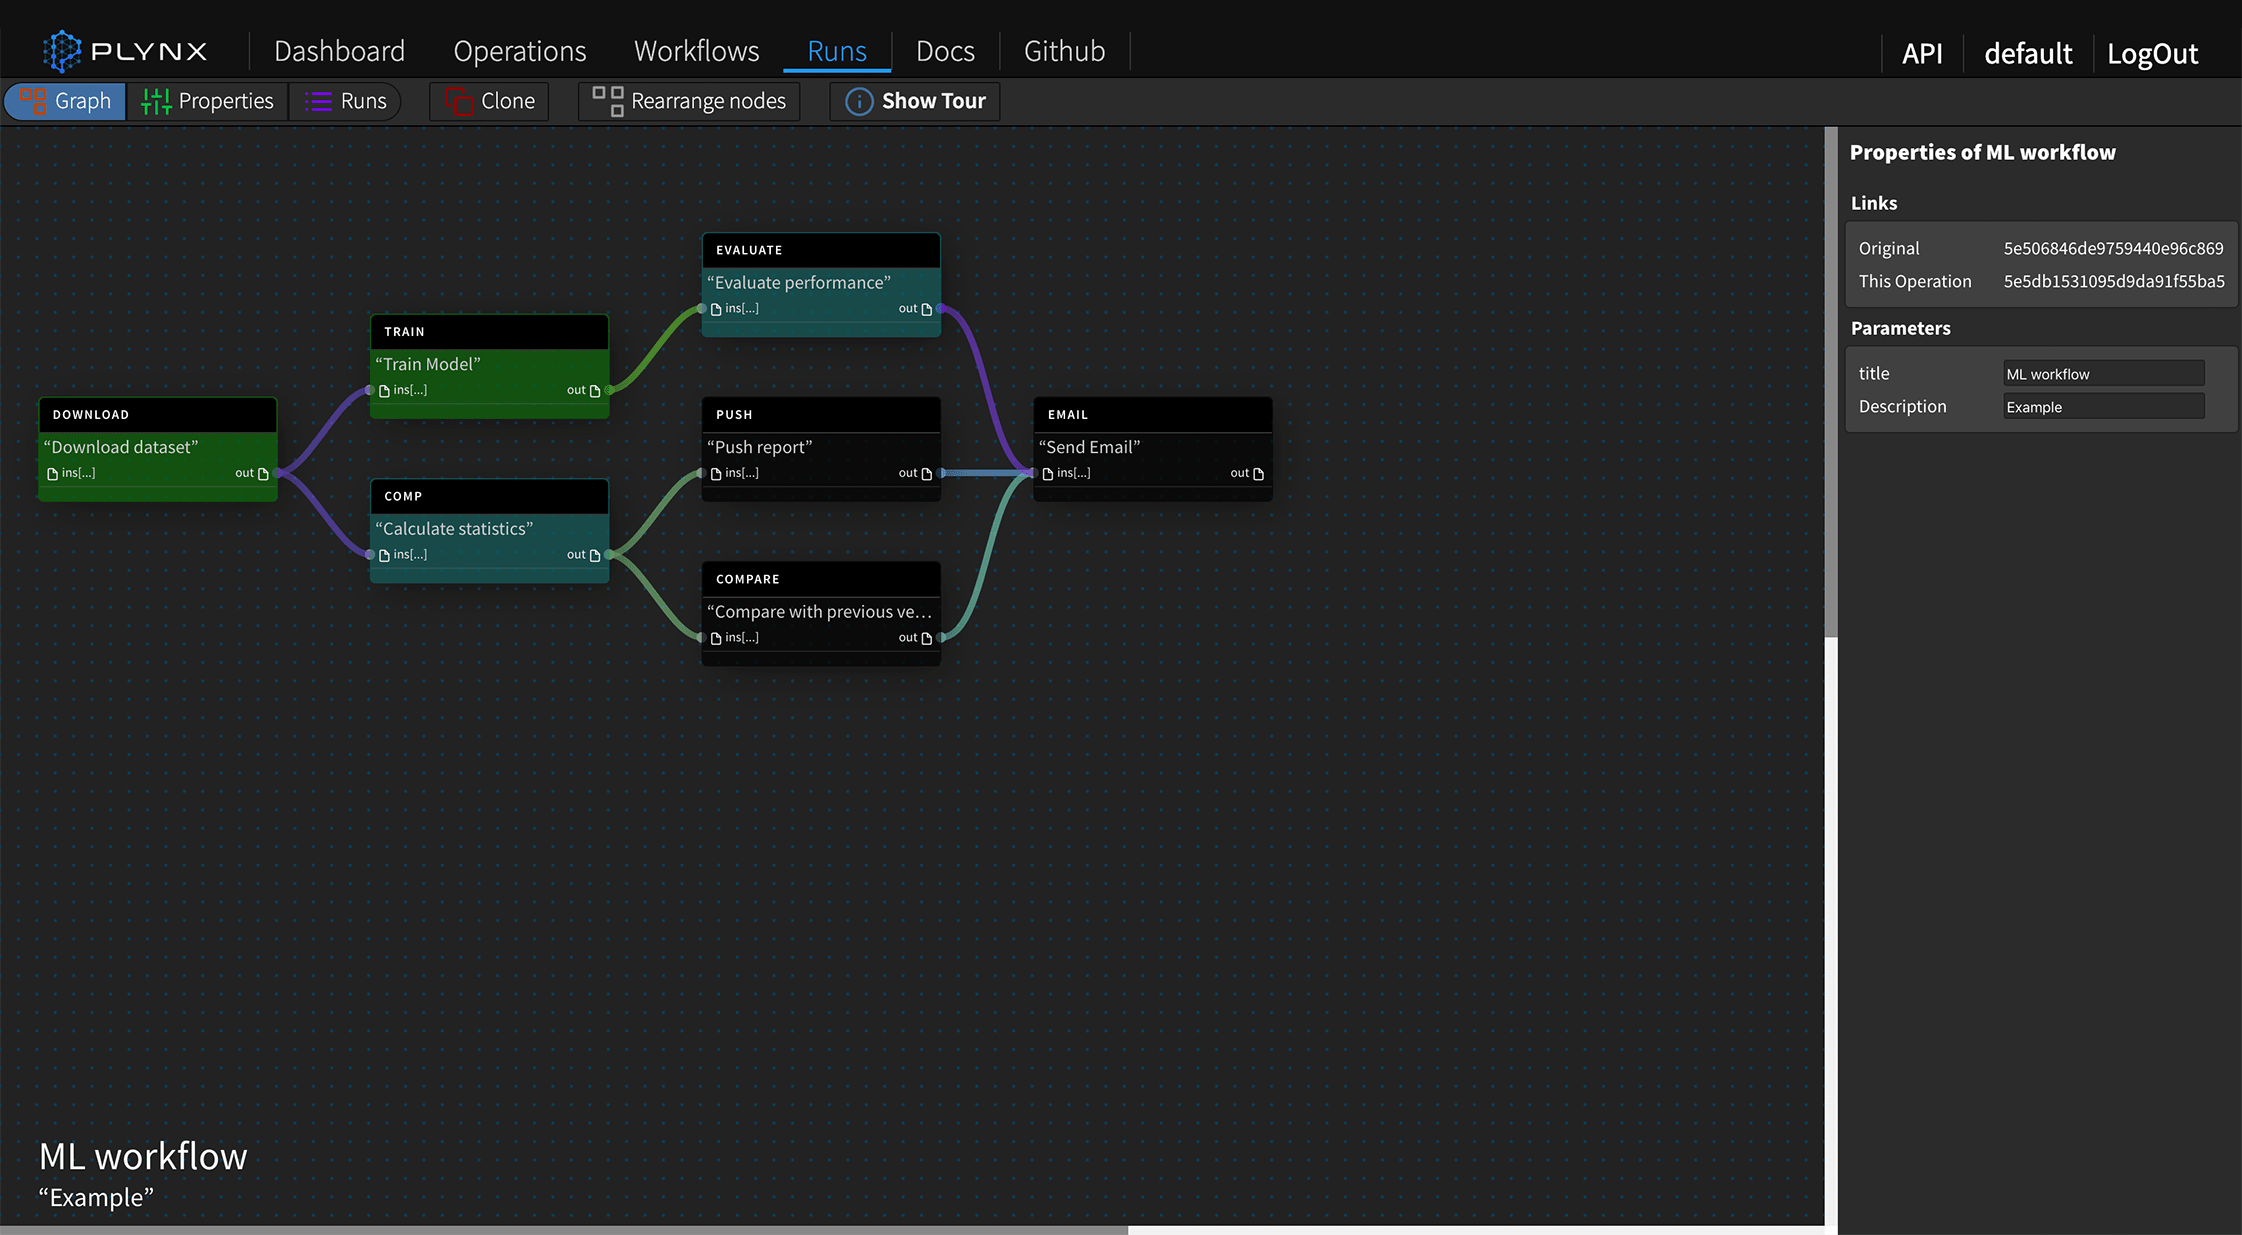 PLYNX
Dashboard
Operations
Workflows
Runs
Docs
Github
API
default
LogOut
Graph
Properties
Runs
Clone
Rearrange nodes
Show Tour
DOWNLOAD
“Download dataset”
ins[...] out
TRAIN
“Train Model”
ins[...] out
COMP
“Calculate statistics”
ins[...] out
EVALUATE
“Evaluate performance”
ins[...] out
PUSH
“Push report”
ins[...] out
COMPARE
“Compare with previous ve...
ins[...] out
EMAIL
“Send Email”
ins[...] out
ML workflow
“Example”
Properties of ML workflow
Links
Original 5e506846de9759440e96c869
This Operation 5e5db1531095d9da91f55ba5
Parameters
title ML workflow
Description Example